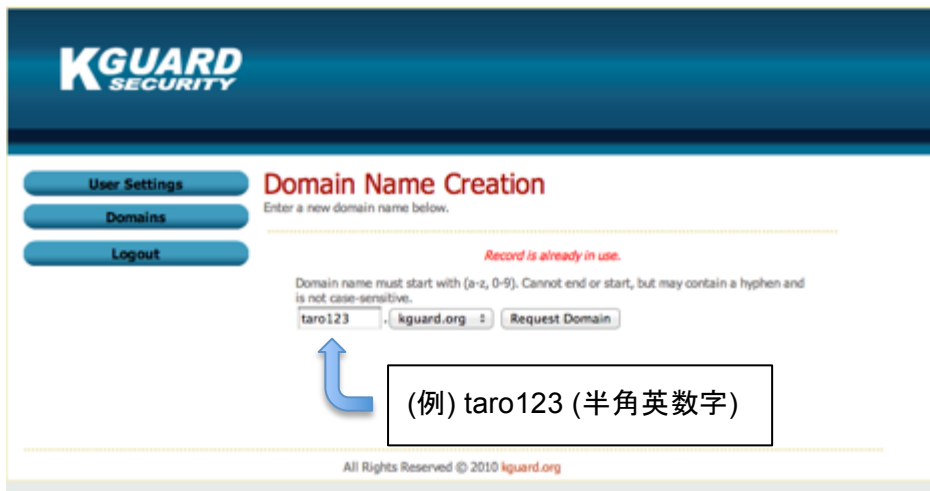 KGUARD
SECURITY
User Settings
Domains
Logout
Domain Name Creation
Enter a new domain name below.
Record is already in use.
Domain name must start with (a-z, 0-9). Cannot end or start, but may contain a hyphen and
is not case-sensitive.
taro123 . kguard.org Request Domain
(例) taro123 (半角英数字)
All Rights Reserved © 2010 kguard.org